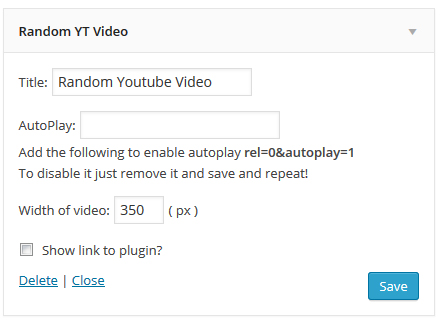 Random YT Video
Title: Random Youtube Video
AutoPlay:
Add the following to enable autoplay rel=0&autoplay=1
To disable it just remove it and save and repeat!
Width of video: 350 ( px )
Show link to plugin?
Delete | Close
Save